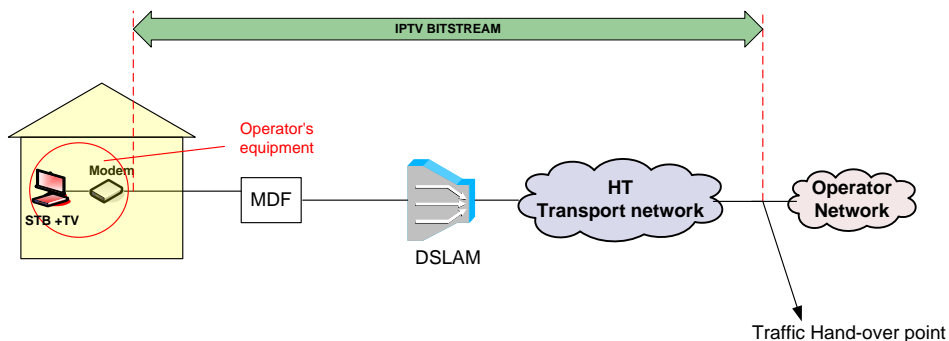 IPTV BITSTREAM
Operator's
equipment
Modem
STB +TV
MDF
DSLAM
HT
Transport network
Operator
Network
Traffic Hand-over point